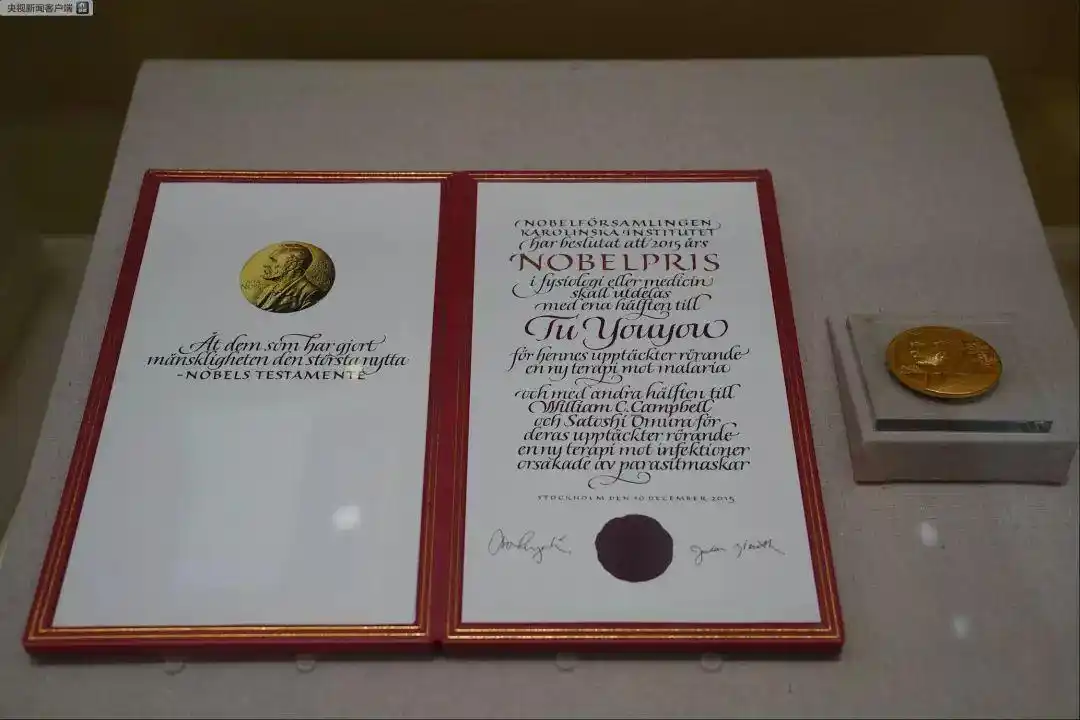 央视新闻客户端
Åt dem som har gjort
mänskligheten den största nytta
-NOBELS TESTAMENTE
NOBELFÖRSAMLINGEN
KAROLINSKA INSTITUTET
har beslutat att 2015 års
NOBELPRIS
i fysiologi eller medicin
skall utdelas
med ena hälften till
Tu Youyou
för hennes upptäckter rörande
en ny terapi mot malaria
och med andra hälften till
William C. Campbell
och Satoshi Ōmura för
deras upptäckter rörande
en ny terapi mot infektioner
orsakade av parasitmaskar
STOCKHOLM DEN 10 DECEMBER 2015